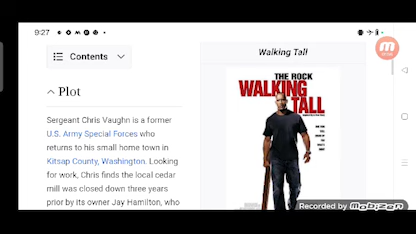 9:27
Contents
Plot
Sergeant Chris Vaughn is a former
U.S. Army Special Forces who
returns to his small home town in
Kitsap County, Washington. Looking
for work, Chris finds the local cedar
mill was closed down three years
prior by its owner Jay Hamilton, who
Walking Tall
THE ROCK
WALKING
TALL
Recorded by Mobizen